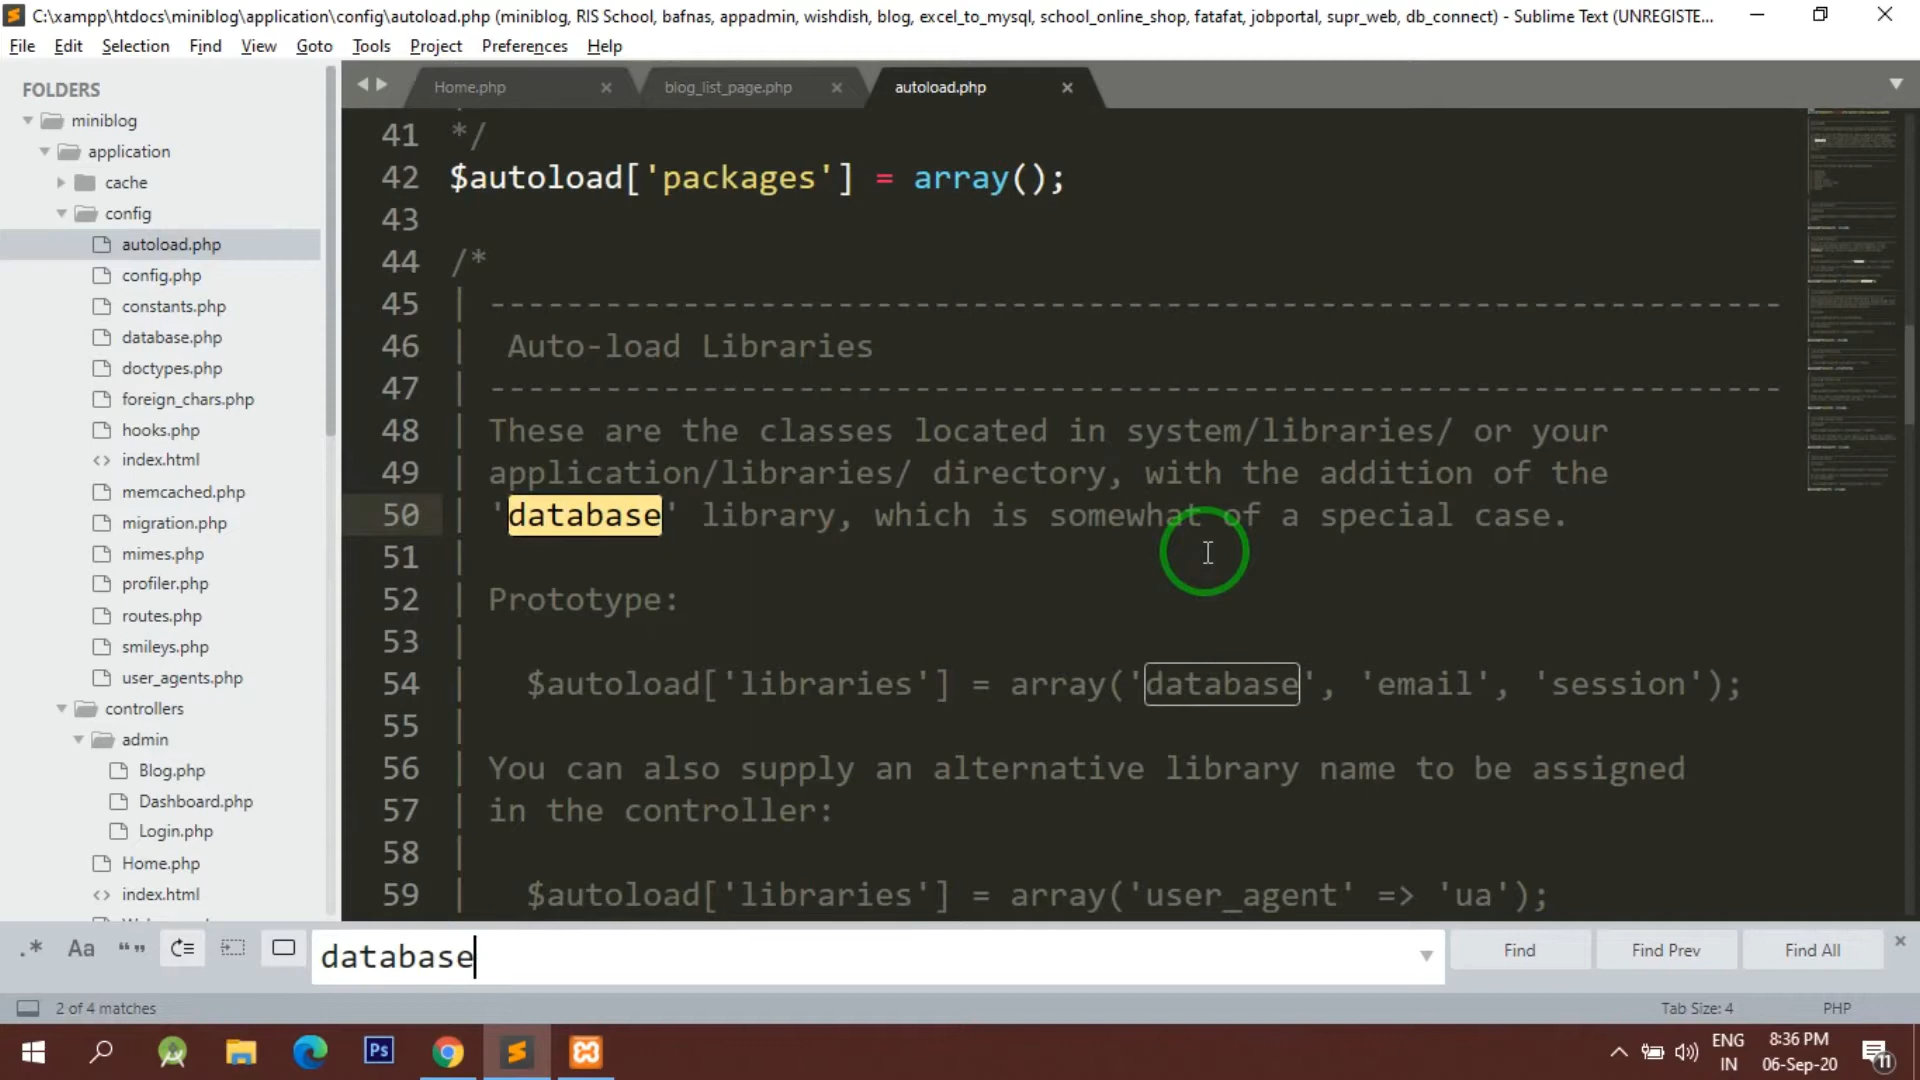 C:\xampp\htdocs\miniblog\application\config\autoload.php (miniblog, RIS School, bafnas, appadmin, wishdish, blog, excel_to_mysql, school_online_shop, fatafat, jobportal, supr_web, db_connect) - Sublime Text (UNREGISTE...
File Edit Selection Find View Goto Tools Project Preferences Help
FOLDERS
miniblog
application
cache
config
autoload.php
config.php
constants.php
database.php
doctypes.php
foreign_chars.php
hooks.php
index.html
memcached.php
migration.php
mimes.php
profiler.php
routes.php
smileys.php
user_agents.php
controllers
admin
Blog.php
Dashboard.php
Login.php
Home.php
index.html
Home.php blog_list_page.php autoload.php
41 */
42 $autoload['packages'] = array();
43
44 /*
45 | -------------------------------------------------------------------
46 |  Auto-load Libraries
47 | -------------------------------------------------------------------
48 | These are the classes located in system/libraries/ or your
49 | application/libraries/ directory, with the addition of the
50 | 'database' library, which is somewhat of a special case.
51 |
52 | Prototype:
53 |
54 |   $autoload['libraries'] = array('database', 'email', 'session');
55 |
56 | You can also supply an alternative library name to be assigned
57 | in the controller:
58 |
59 |   $autoload['libraries'] = array('user_agent' => 'ua');
.* Aa “ ” database Find Find Prev Find All
2 of 4 matches Tab Size: 4 PHP
Ps ENG 8:36 PM
IN 06-Sep-20 11